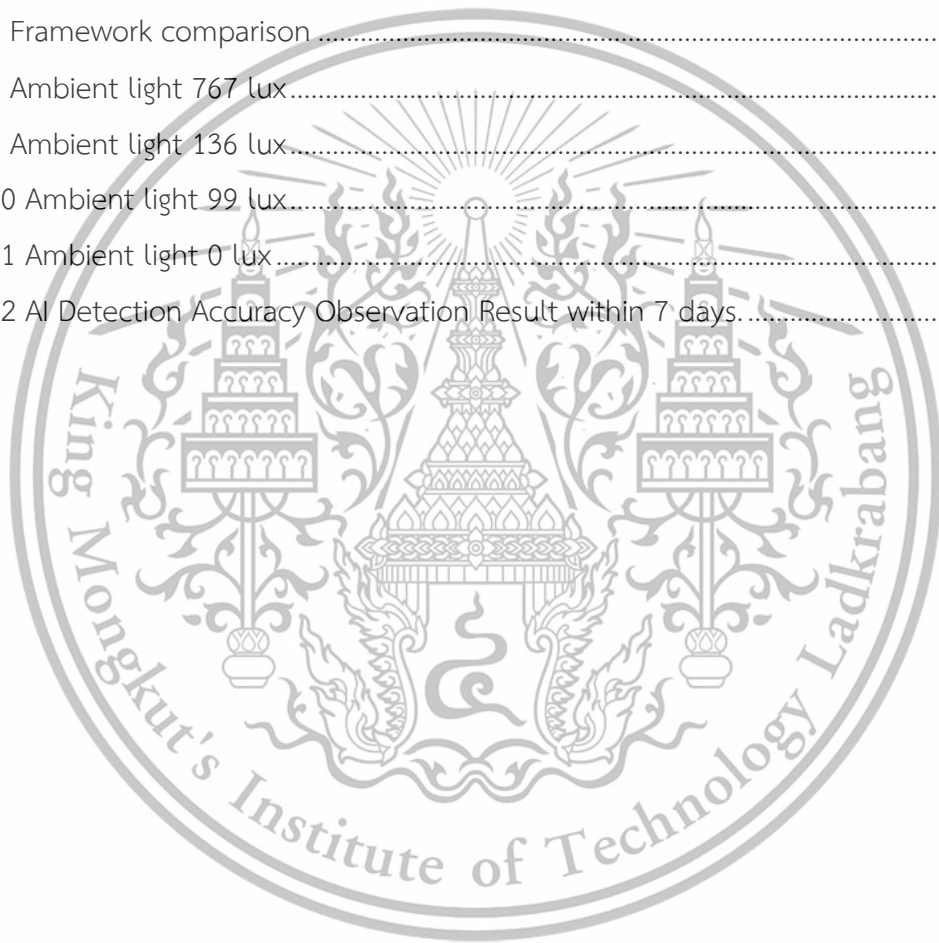 Framework comparison ................................................................
Ambient light 767 lux ................................................................
Ambient light 136 lux ................................................................
0 Ambient light 99 lux ................................................................
1 Ambient light 0 lux ................................................................
2 AI Detection Accuracy Observation Result within 7 days. ....................
King Mongkut's Institute of Technology Ladkrabang
๔